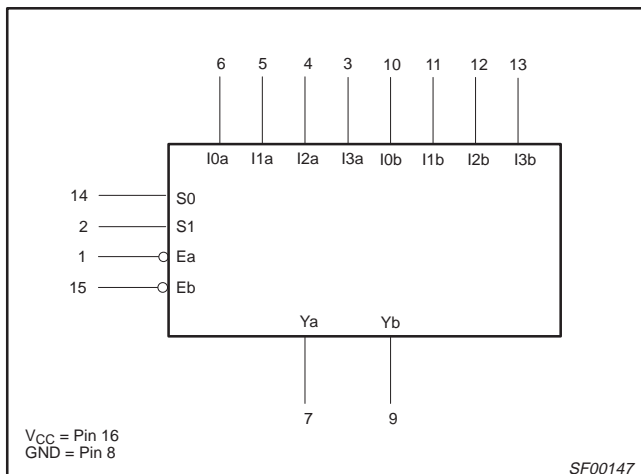 6 5 4 3 10 11 12 13
I0a I1a I2a I3a I0b I1b I2b I3b
14 S0
2 S1
1 Ea
15 Eb
Ya Yb
7 9
VCC = Pin 16
GND = Pin 8
SF00147